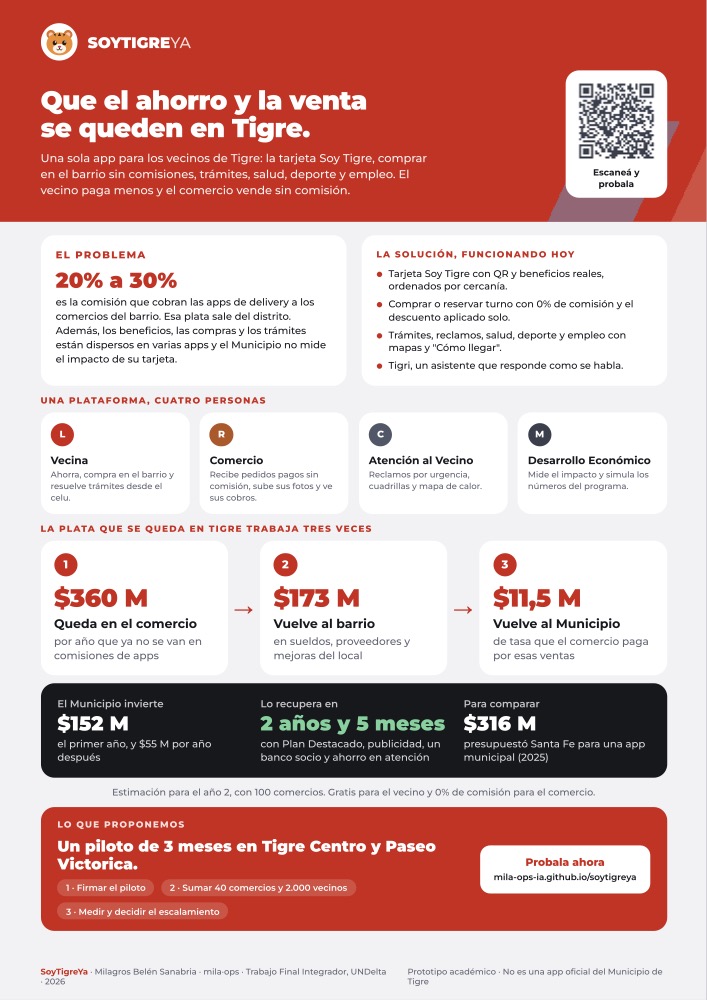 SOYTIGREYA
Que el ahorro y la venta
se queden en Tigre.
Una sola app para los vecinos de Tigre: la tarjeta Soy Tigre, comprar
en el barrio sin comisiones, trámites, salud, deporte y empleo. El
vecino paga menos y el comercio vende sin comisión.
Escaneá y
probala
EL PROBLEMA
20% a 30%
es la comisión que cobran las apps de delivery a los
comercios del barrio. Esa plata sale del distrito.
Además, los beneficios, las compras y los trámites
están dispersos en varias apps y el Municipio no mide
el impacto de su tarjeta.
LA SOLUCIÓN, FUNCIONANDO HOY
Tarjeta Soy Tigre con QR y beneficios reales,
ordenados por cercanía.
Comprar o reservar turno con 0% de comisión y el
descuento aplicado solo.
Trámites, reclamos, salud, deporte y empleo con
mapas y "Cómo llegar".
Tigri, un asistente que responde como se habla.
UNA PLATAFORMA, CUATRO PERSONAS
L
Vecina
Ahorra, compra en el barrio y
resuelve trámites desde el
celu.
R
Comercio
Recibe pedidos pagos sin
comisión, sube sus fotos y ve
sus cobros.
C
Atención al Vecino
Reclamos por urgencia,
cuadrillas y mapa de calor.
M
Desarrollo Económico
Mide el impacto y simula los
números del programa.
LA PLATA QUE SE QUEDA EN TIGRE TRABAJA TRES VECES
1
$360 M
Queda en el comercio
por año que ya no se van en
comisiones de apps
→
2
$173 M
Vuelve al barrio
en sueldos, proveedores y
mejoras del local
→
3
$11,5 M
Vuelve al Municipio
de tasa que el comercio paga
por esas ventas
El Municipio invierte
$152 M
el primer año, y $55 M por año
después
Lo recupera en
2 años y 5 meses
con Plan Destacado, publicidad, un
banco socio y ahorro en atención
Para comparar
$316 M
presupuestó Santa Fe para una app
municipal (2025)
Estimación para el año 2, con 100 comercios. Gratis para el vecino y 0% de comisión para el comercio.
LO QUE PROPONEMOS
Un piloto de 3 meses en Tigre Centro y Paseo
Victorica.
1 · Firmar el piloto
2 · Sumar 40 comercios y 2.000 vecinos
3 · Medir y decidir el escalamiento
Probala ahora
mila-ops-ia.github.io/soytigreya
SoyTigreYa · Milagros Belén Sanabria · mila-ops · Trabajo Final Integrador, UNDelta
· 2026
Prototipo académico · No es una app oficial del Municipio de
Tigre